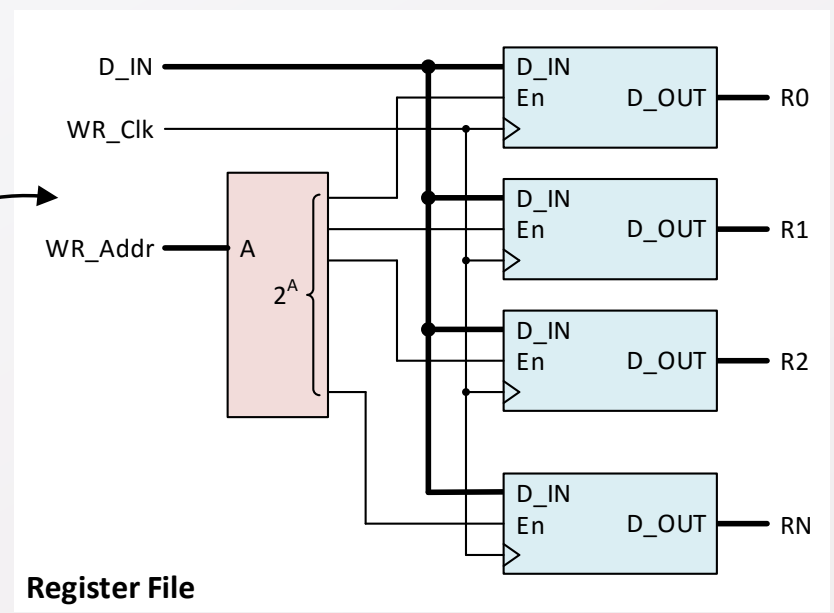 D_IN
WR_Clk
WR_Addr
A
2^A
D_IN
En
D_OUT
R0
D_IN
En
D_OUT
R1
D_IN
En
D_OUT
R2
D_IN
En
D_OUT
RN
Register File